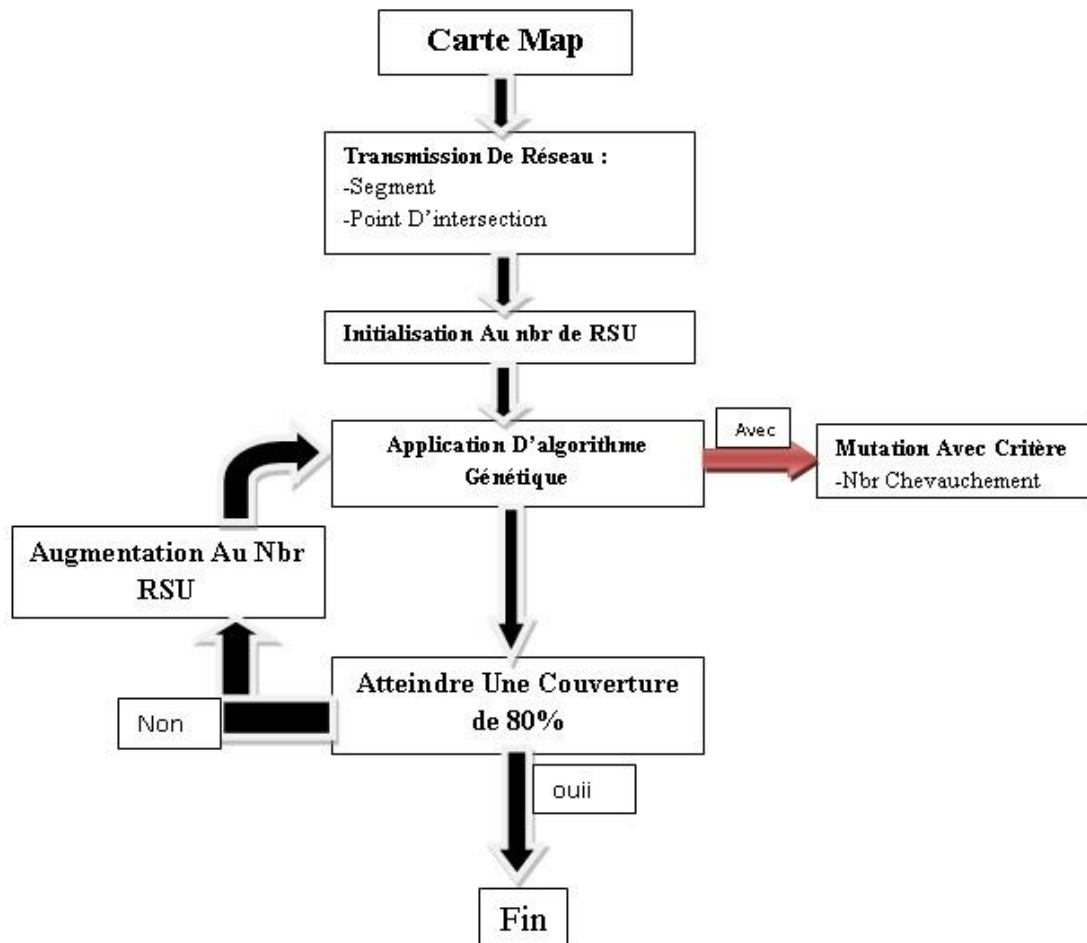 Carte Map
Transmission De Réseau :
-Segment
-Point D’intersection
Initialisation Au nbr de RSU
Application D’algorithme
Génétique
Avec
Mutation Avec Critère
-Nbr Chevauchement
Augmentation Au Nbr
RSU
Atteindre Une Couverture
de 80%
Non
ouii
Fin